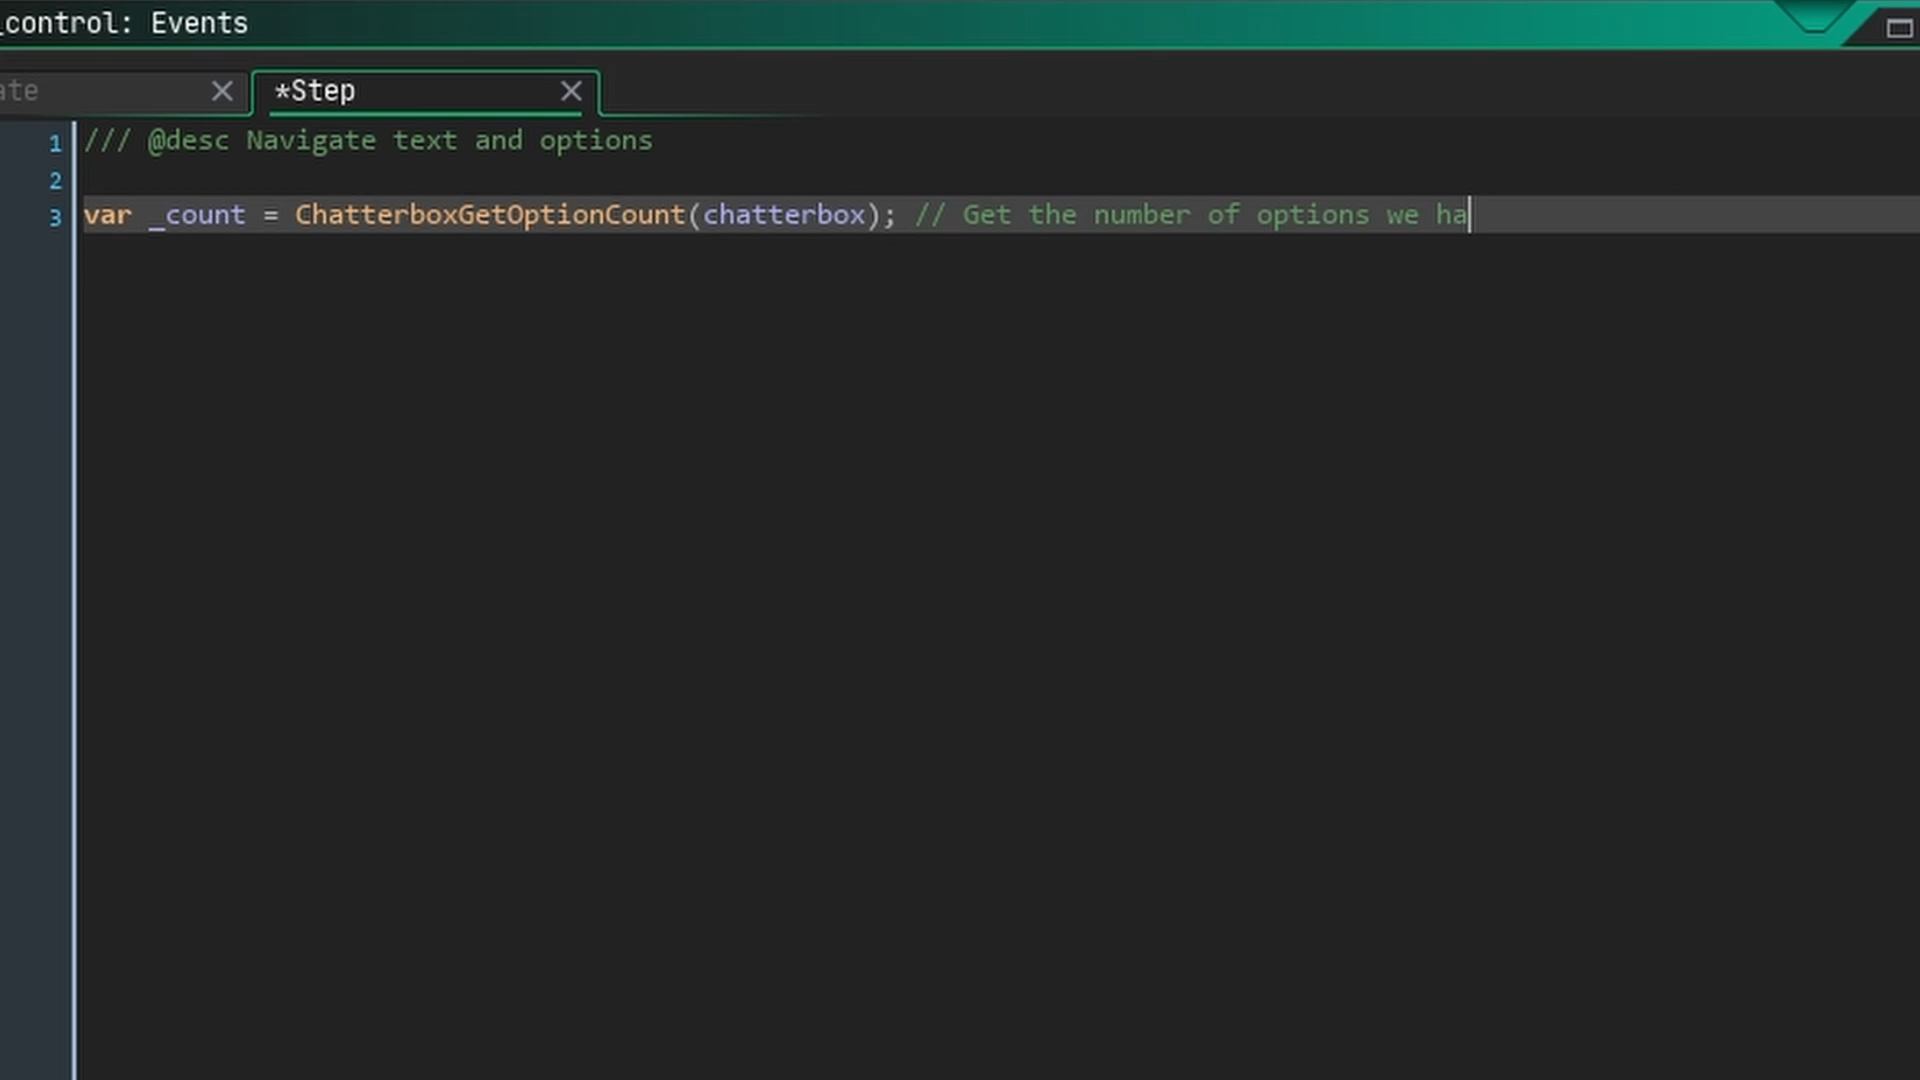 _control: Events
ate
*Step
1 /// @desc Navigate text and options
2
3 var _count = ChatterboxGetOptionCount(chatterbox); // Get the number of options we ha